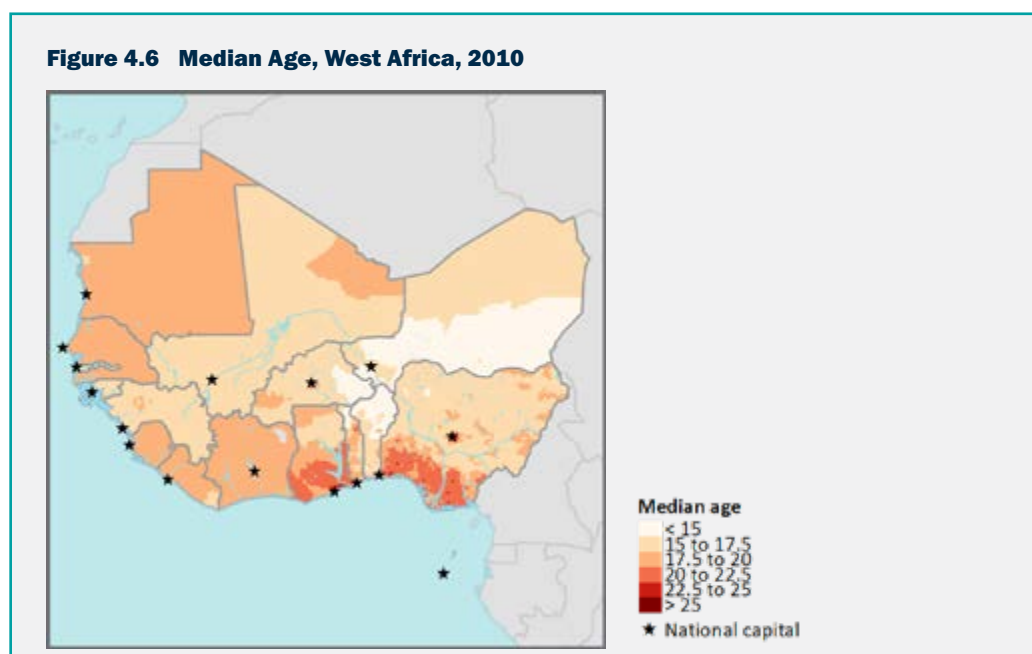 Figure 4.6 Median Age, West Africa, 2010
Median age
< 15
15 to 17.5
17.5 to 20
20 to 22.5
22.5 to 25
> 25
National capital